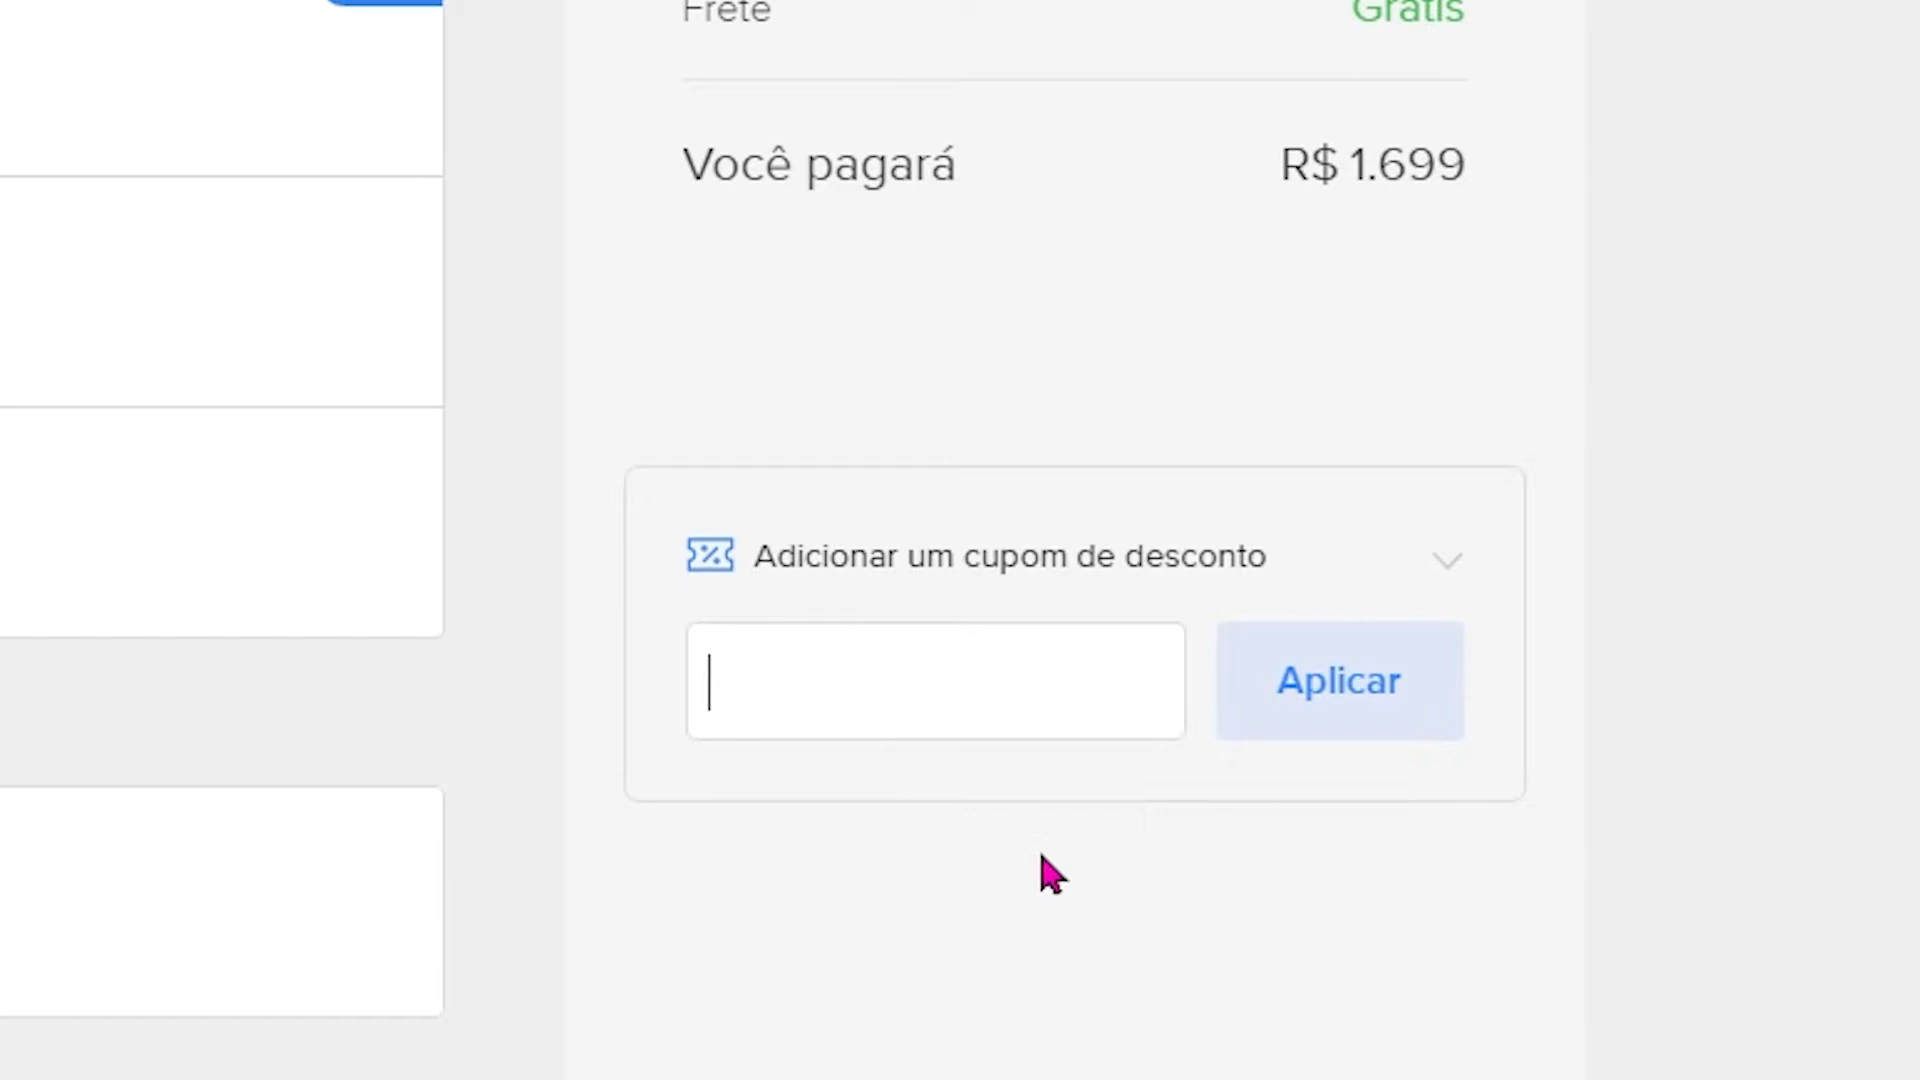 Frete
Grátis
Você pagará
R$ 1.699
Adicionar um cupom de desconto
Aplicar